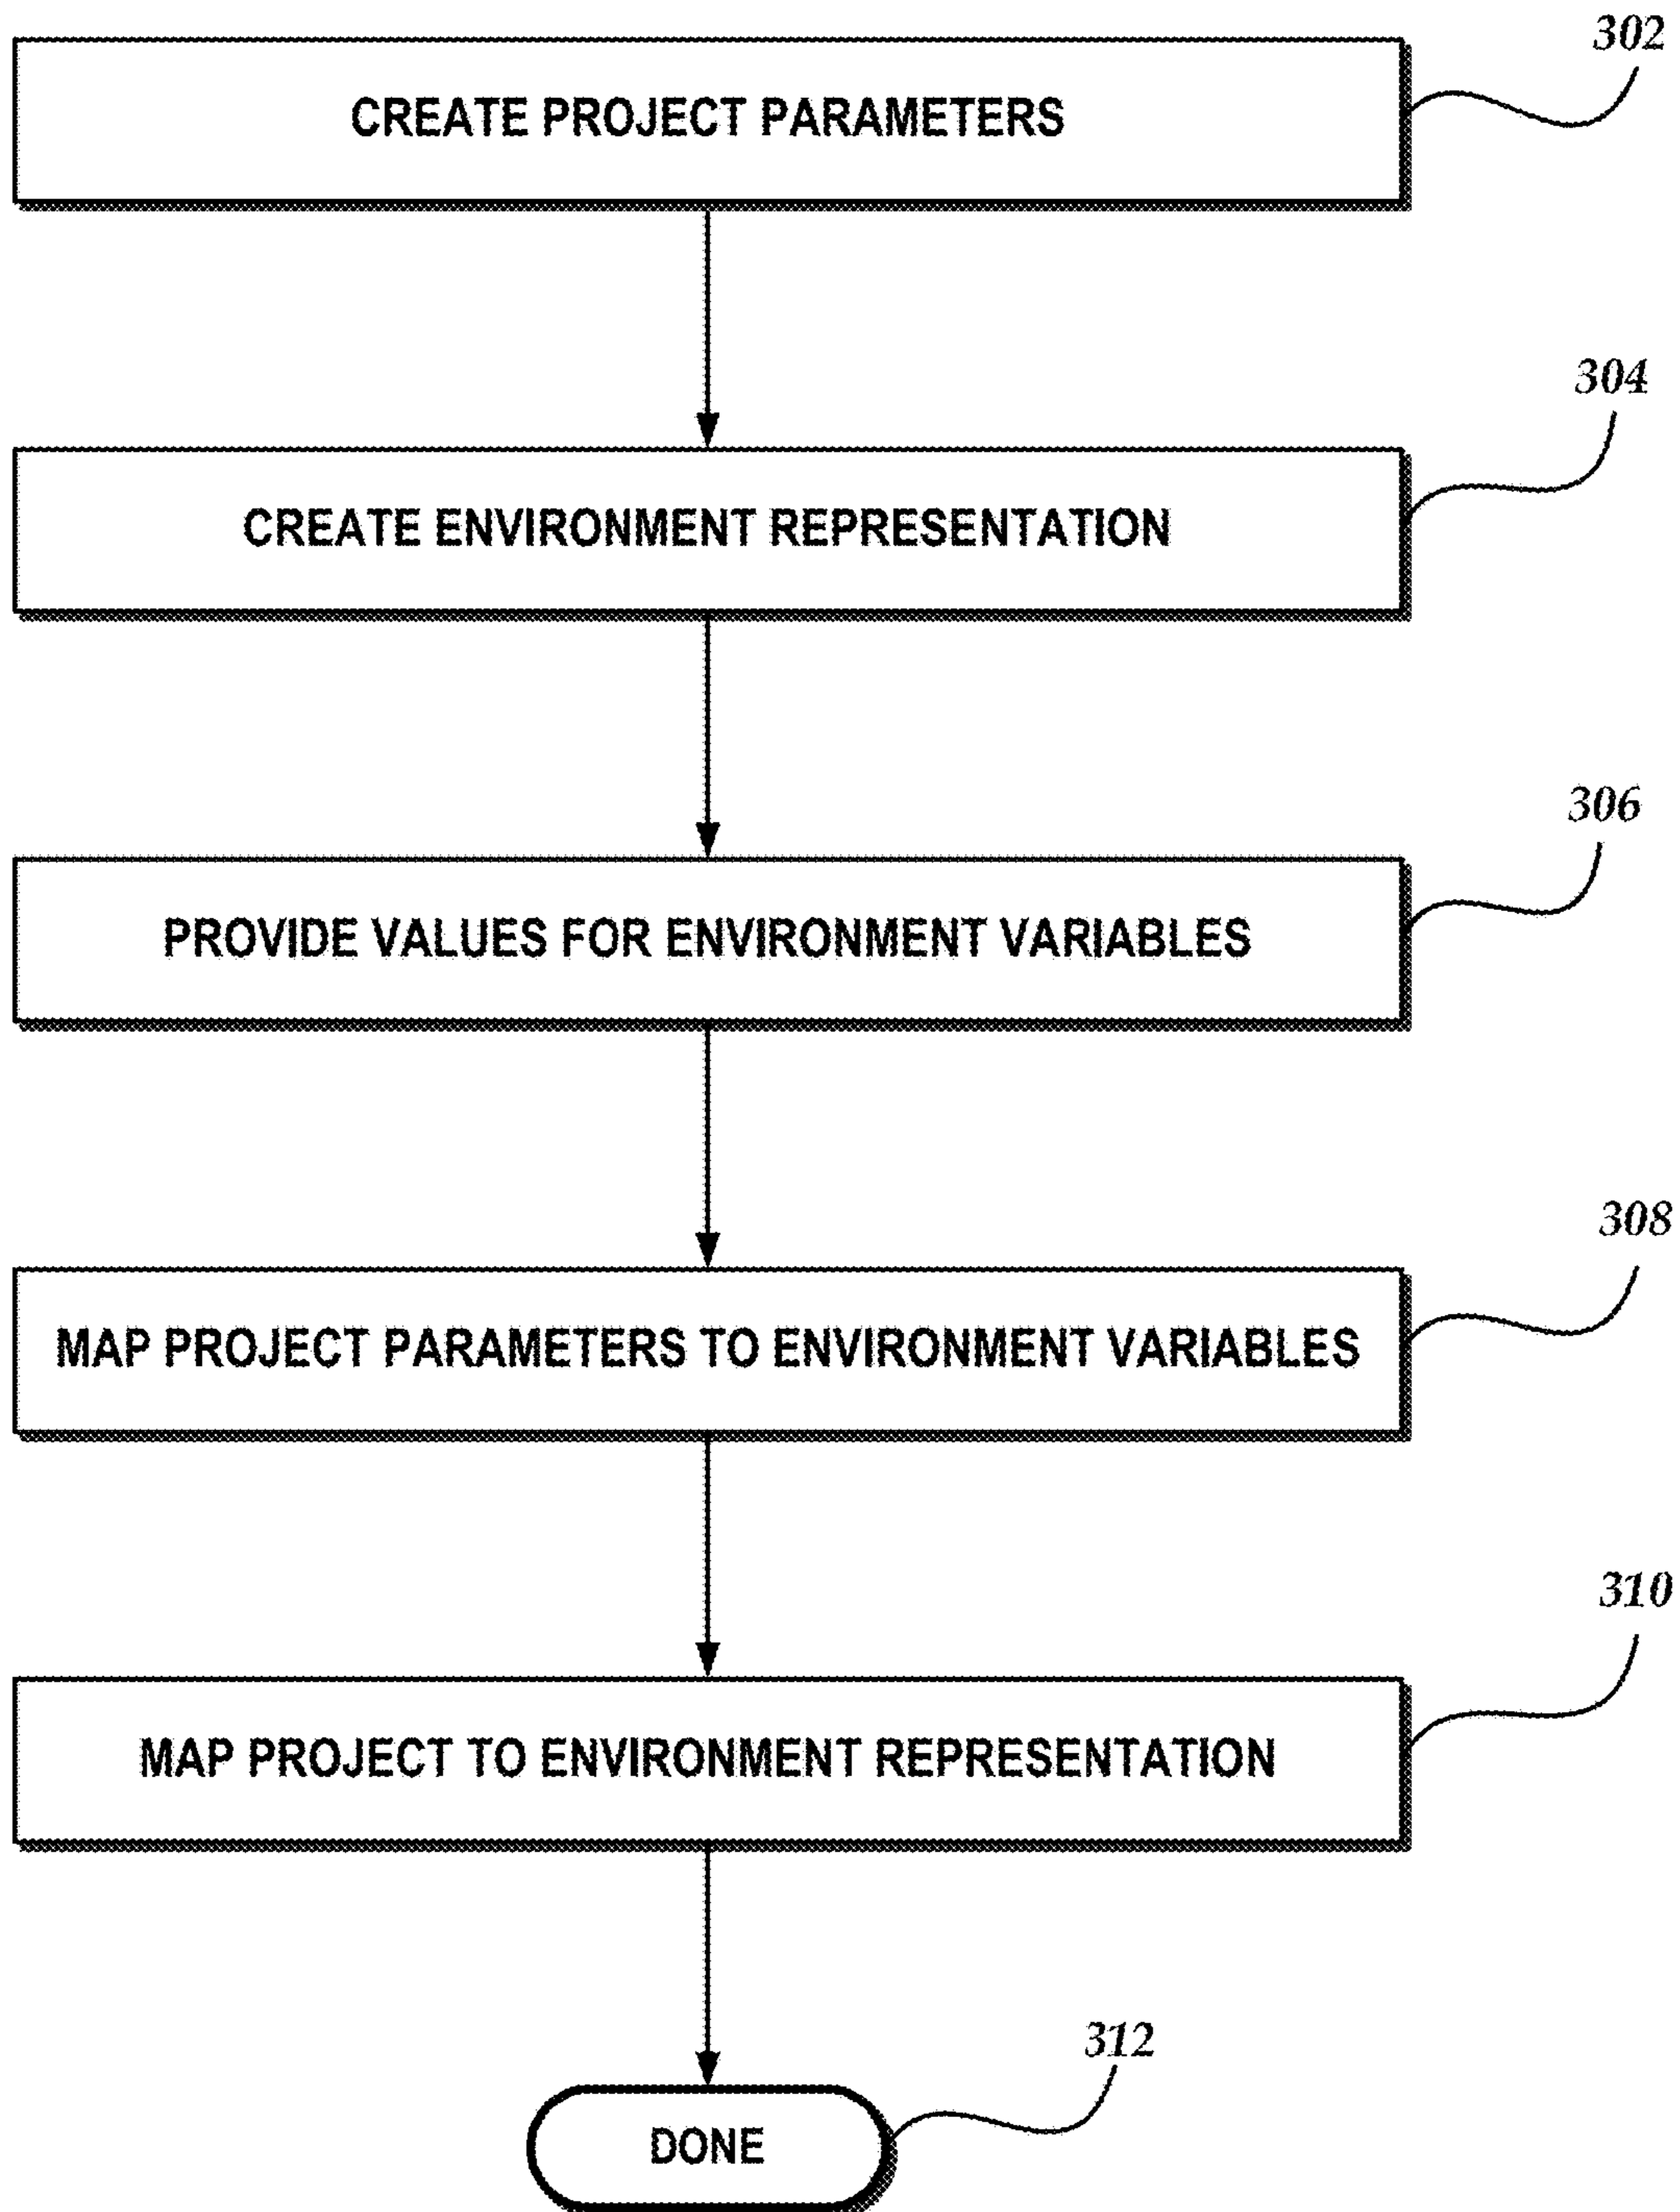 302
CREATE PROJECT PARAMETERS
304
CREATE ENVIRONMENT REPRESENTATION
306
PROVIDE VALUES FOR ENVIRONMENT VARIABLES
308
MAP PROJECT PARAMETERS TO ENVIRONMENT VARIABLES
310
MAP PROJECT TO ENVIRONMENT REPRESENTATION
312
DONE